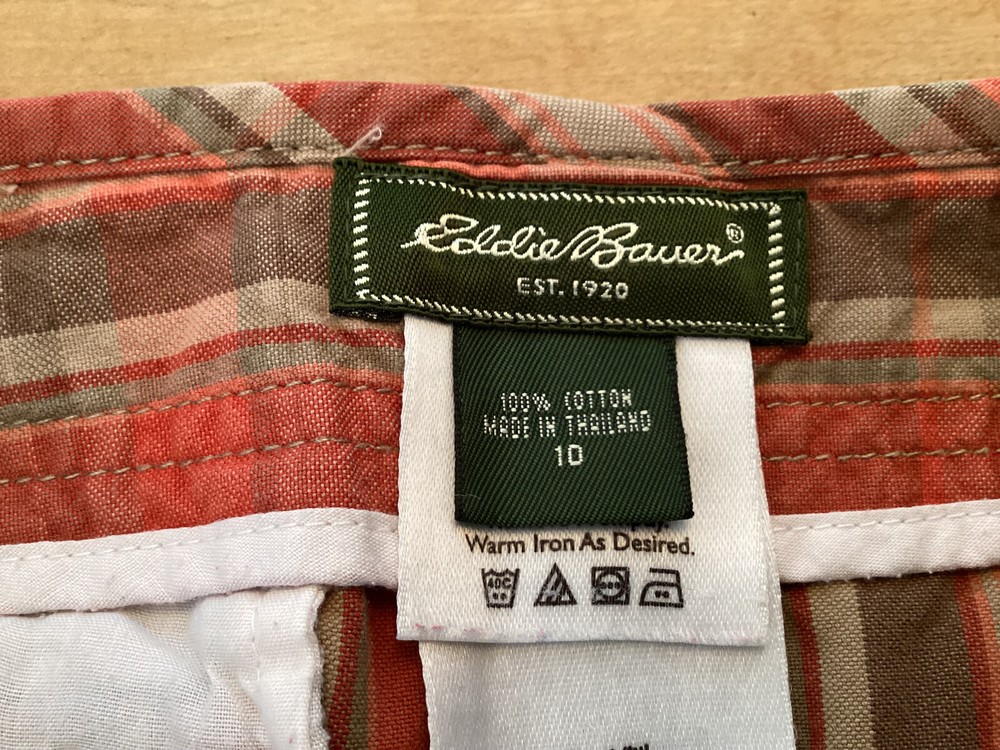 Eddie Bauer®
EST. 1920
100% COTTON
MADE IN THAILAND
10
Warm Iron As Desired.
40C